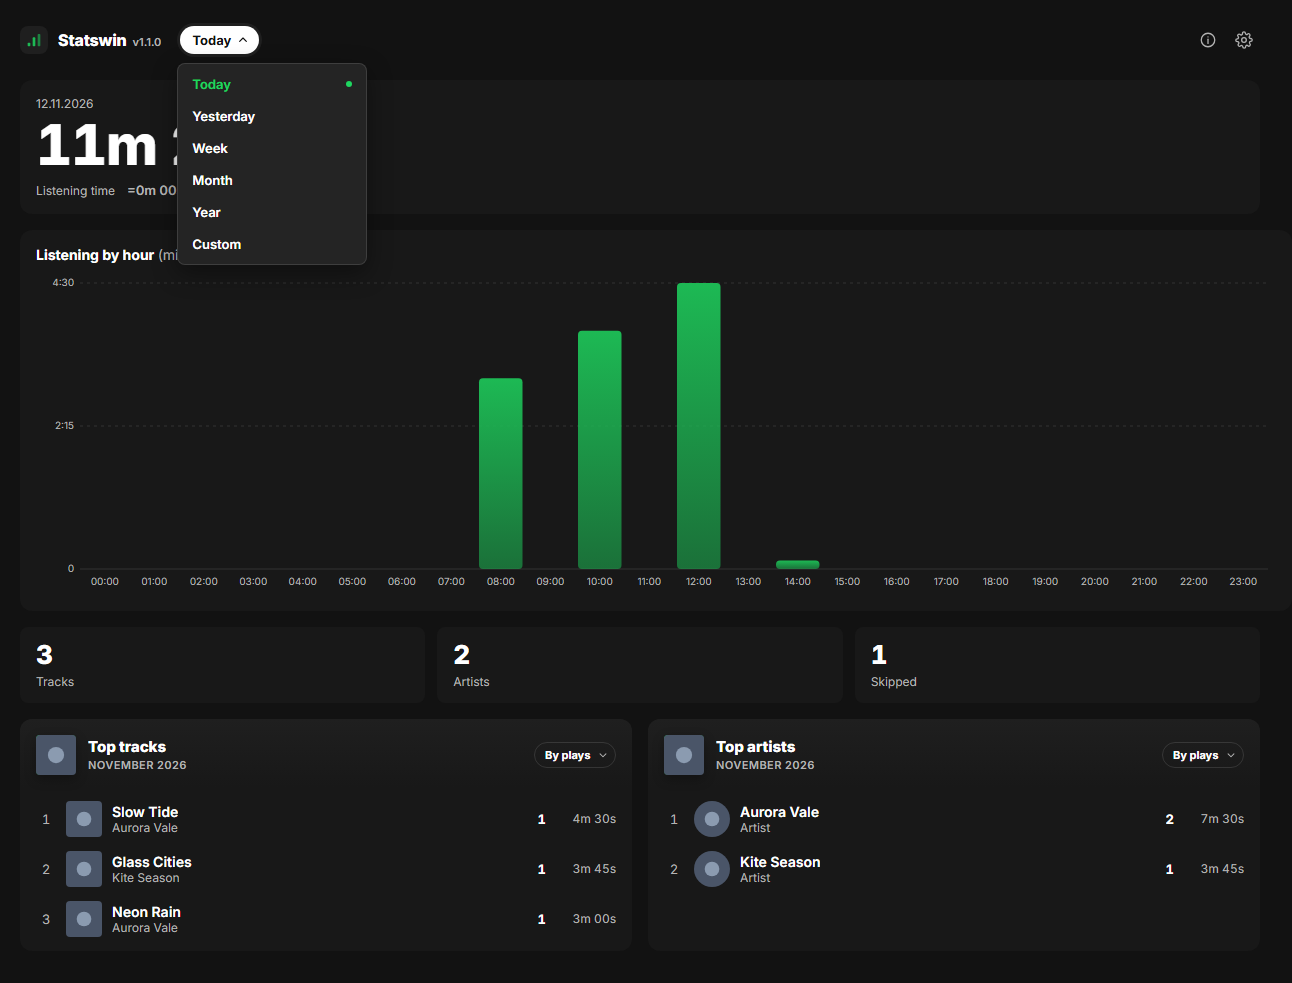 Statswin v1.1.0
Today
Today
Yesterday
Week
Month
Year
Custom
12.11.2026
11m
Listening time =0m 00
Listening by hour
4:30
2:15
0
00:00 01:00 02:00 03:00 04:00 05:00 06:00 07:00 08:00 09:00 10:00 11:00 12:00 13:00 14:00 15:00 16:00 17:00 18:00 19:00 20:00 21:00 22:00 23:00
3
Tracks
2
Artists
1
Skipped
Top tracks
NOVEMBER 2026
By plays
1 Slow Tide 1 4m 30s
Aurora Vale
2 Glass Cities 1 3m 45s
Kite Season
3 Neon Rain 1 3m 00s
Aurora Vale
Top artists
NOVEMBER 2026
By plays
1 Aurora Vale 2 7m 30s
Artist
2 Kite Season 1 3m 45s
Artist